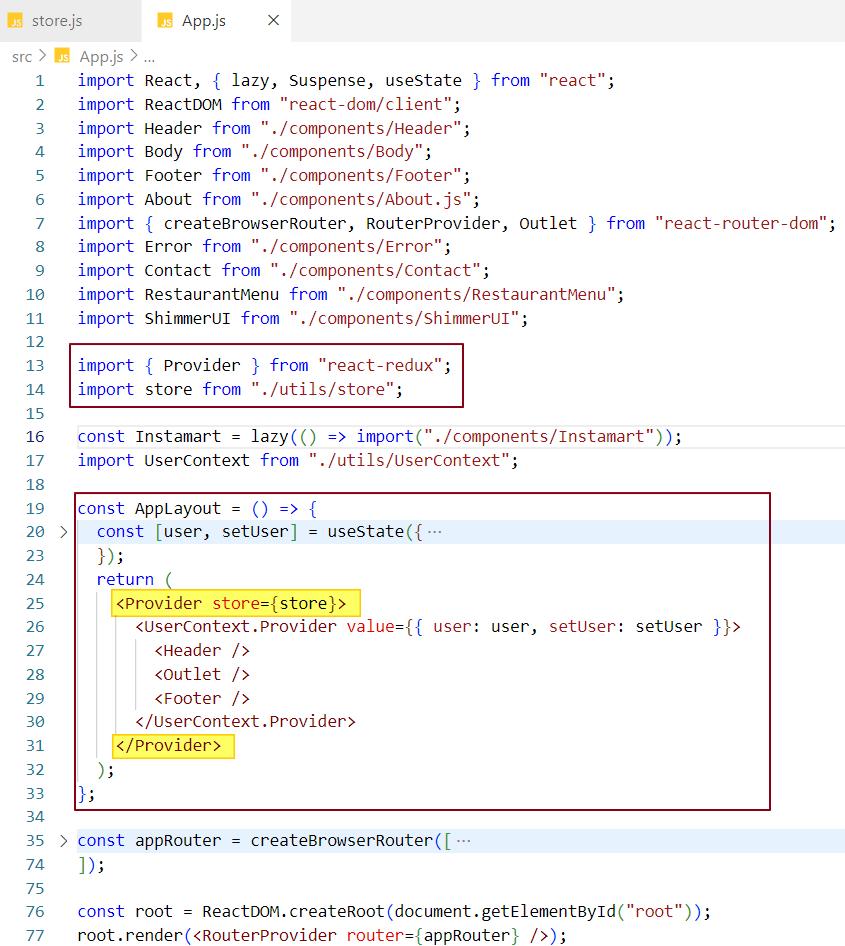 JS store.js JS App.js ×
src > JS App.js > ...
1 import React, { lazy, Suspense, useState } from "react";
2 import ReactDOM from "react-dom/client";
3 import Header from "./components/Header";
4 import Body from "./components/Body";
5 import Footer from "./components/Footer";
6 import About from "./components/About.js";
7 import { createBrowserRouter, RouterProvider, Outlet } from "react-router-dom";
8 import Error from "./components/Error";
9 import Contact from "./components/Contact";
10 import RestaurantMenu from "./components/RestaurantMenu";
11 import ShimmerUI from "./components/ShimmerUI";
12
13 import { Provider } from "react-redux";
14 import store from "./utils/store";
15
16 const Instamart = lazy(() => import("./components/Instamart"));
17 import UserContext from "./utils/UserContext";
18
19 const AppLayout = () => {
20 > const [user, setUser] = useState({ ...
23 });
24 return (
25 <Provider store={store}>
26 <UserContext.Provider value={{ user: user, setUser: setUser }}>
27 <Header />
28 <Outlet />
29 <Footer />
30 </UserContext.Provider>
31 </Provider>
32 );
33 };
34
35 > const appRouter = createBrowserRouter([ ...
74 ]);
75
76 const root = ReactDOM.createRoot(document.getElementById("root"));
77 root.render(<RouterProvider router={appRouter} />);